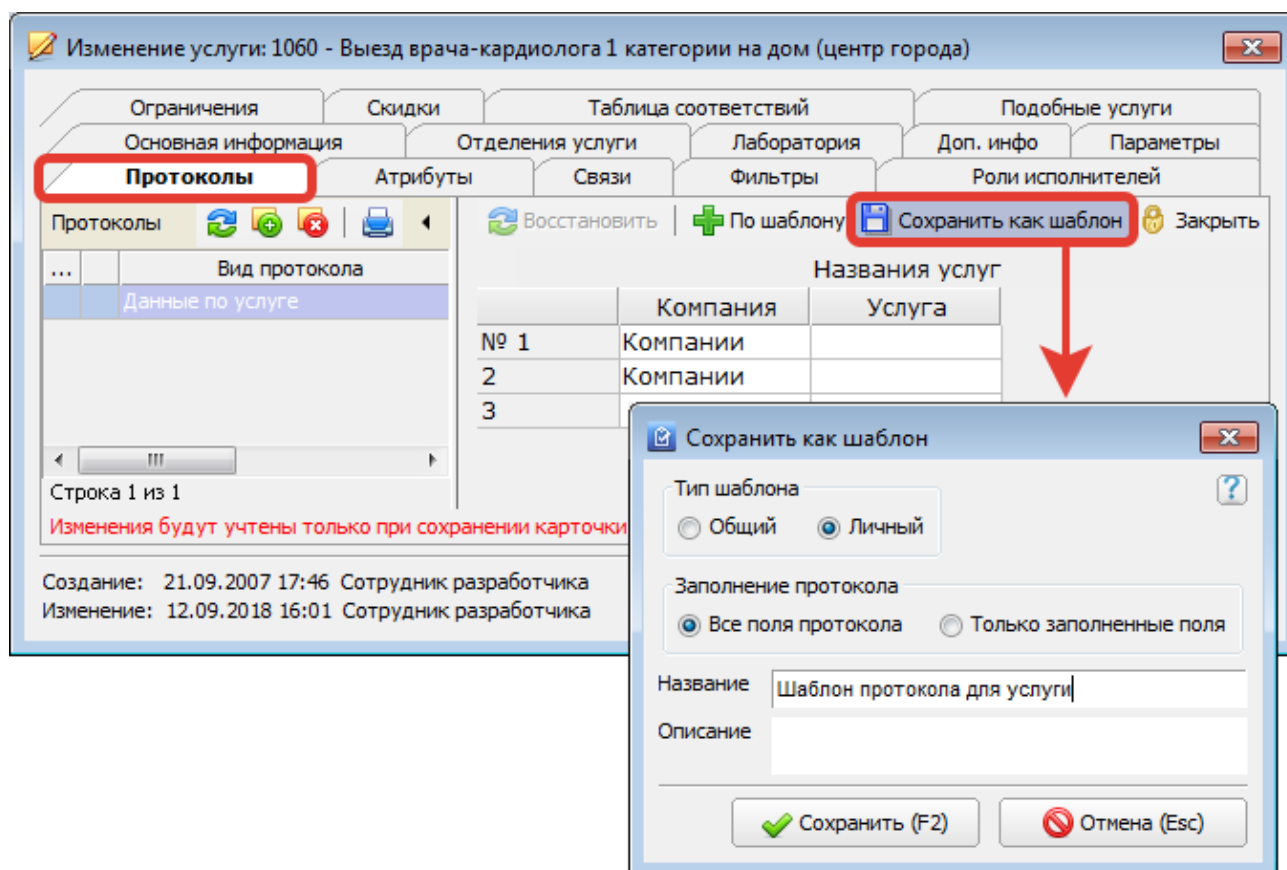 Изменение услуги: 1060 - Выезд врача-кардиолога 1 категории на дом (центр города)
Ограничения Скидки Таблица соответствий Подобные услуги
Основная информация Отделения услуги Лаборатория Доп. инфо Параметры
Протоколы Атрибуты Связи Фильтры Роли исполнителей
Протоколы Восстановить По шаблону Сохранить как шаблон Закрыть
... Вид протокола
Данные по услуге
Названия услуг
Компания Услуга
№ 1 Компании
2 Компании
3
Строка 1 из 1
Изменения будут учтены только при сохранении карточки
Создание: 21.09.2007 17:46 Сотрудник разработчика
Изменение: 12.09.2018 16:01 Сотрудник разработчика
Сохранить как шаблон
Тип шаблона
Общий Личный
Заполнение протокола
Все поля протокола Только заполненные поля
Название Шаблон протокола для услуги
Описание
Сохранить (F2) Отмена (Esc)